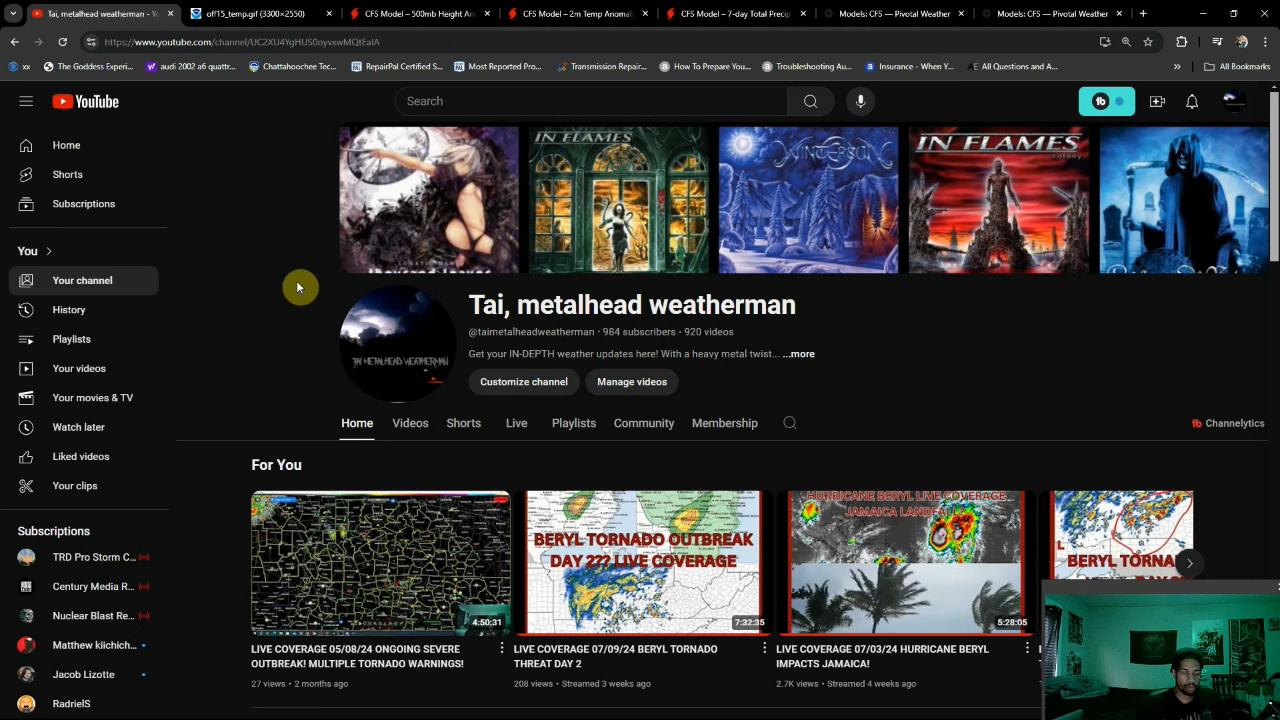 Tai, metalhead weatherman - Yo
off15_temp.gif (3300×2550)
CFS Model – 500mb Height An
CFS Model – 2m Temp Anomal
CFS Model – 7-day Total Precip
Models: CFS — Pivotal Weather
Models: CFS — Pivotal Weather
https://www.youtube.com/channel/UC2XU4YgHUS0oyvxwMQtEaIA
xx
The Goddess Experi...
audi 2002 a6 quattr...
Chattahoochee Tec...
RepairPal Certified S...
Most Reported Pro...
Transmission Repair...
How To Prepare You...
Troubleshooting Au...
Insurance - When Y...
All Questions and A...
All Bookmarks
YouTube
Search
Home
Shorts
Subscriptions
You
Your channel
History
Playlists
Your videos
Your movies & TV
Watch later
Liked videos
Your clips
Subscriptions
TRD Pro Storm C...
Century Media R...
Nuclear Blast Re...
Matthew kiichich...
Jacob Lizotte
RadrielS
IN FLAMES
WINTERSUN
IN FLAMES
colony
TAI METALHEAD WEATHERMAN
Tai, metalhead weatherman
@taimetalheadweatherman • 984 subscribers • 920 videos
Get your IN-DEPTH weather updates here! With a heavy metal twist... ...more
Customize channel
Manage videos
Home
Videos
Shorts
Live
Playlists
Community
Membership
Channelytics
For You
4:50:31
LIVE COVERAGE 05/08/24 ONGOING SEVERE
OUTBREAK! MULTIPLE TORNADO WARNINGS!
27 views • 2 months ago
BERYL TORNADO OUTBREAK
DAY 2?? LIVE COVERAGE
7:32:35
LIVE COVERAGE 07/09/24 BERYL TORNADO
THREAT DAY 2
208 views • Streamed 3 weeks ago
HURRICANE BERYL LIVE COVERAGE
JAMAICA LANDFALL
5:28:05
LIVE COVERAGE 07/03/24 HURRICANE BERYL
IMPACTS JAMAICA!
2.7K views • Streamed 4 weeks ago
BERYL TORNA